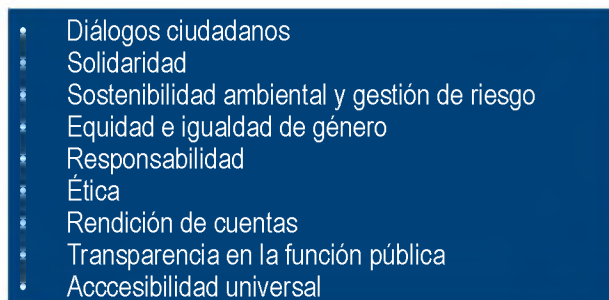 Diálogos ciudadanos
Solidaridad
Sostenibilidad ambiental y gestión de riesgo
Equidad e igualdad de género
Responsabilidad
Ética
Rendición de cuentas
Transparencia en la función pública
Acccesibilidad universal